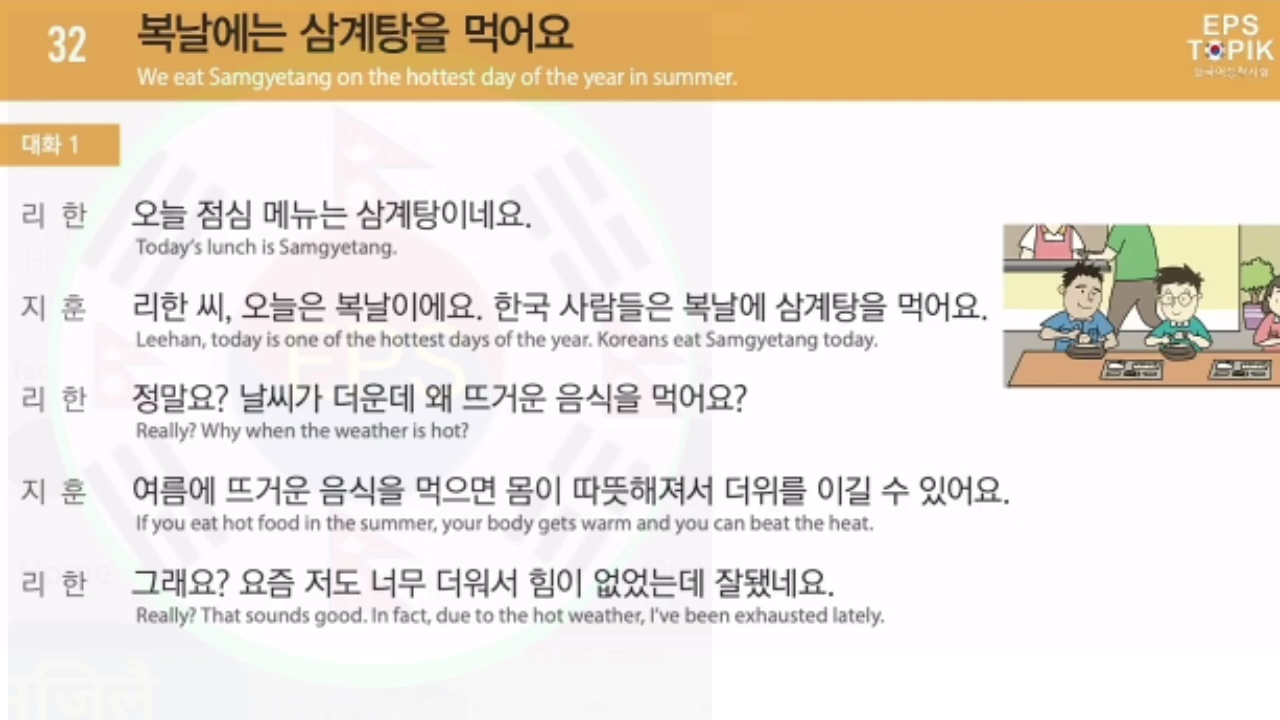 32
복날에는 삼계탕을 먹어요
We eat Samgyetang on the hottest day of the year in summer.
EPS
TOPIK
한국어능력시험
대화 1
리 한 오늘 점심 메뉴는 삼계탕이네요.
Today's lunch is Samgyetang.
지 훈 리한 씨, 오늘은 복날이에요. 한국 사람들은 복날에 삼계탕을 먹어요.
Leehan, today is one of the hottest days of the year. Koreans eat Samgyetang today.
리 한 정말요? 날씨가 더운데 왜 뜨거운 음식을 먹어요?
Really? Why when the weather is hot?
지 훈 여름에 뜨거운 음식을 먹으면 몸이 따뜻해져서 더위를 이길 수 있어요.
If you eat hot food in the summer, your body gets warm and you can beat the heat.
리 한 그래요? 요즘 저도 너무 더워서 힘이 없었는데 잘됐네요.
Really? That sounds good. In fact, due to the hot weather, I've been exhausted lately.
EPS